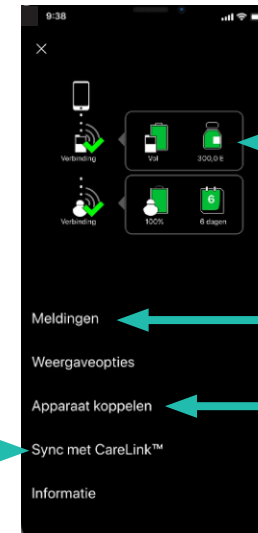 9:38
Verbinding
Vol
300,0 E
Verbinding
100%
6
6 dagen
Meldingen
Weergaveopties
Apparaat koppelen
Sync met CareLink™
Informatie